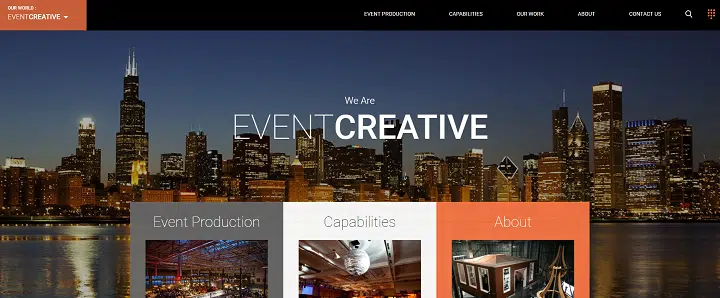 OUR WORLD :
EVENTCREATIVE
EVENT PRODUCTION
CAPABILITIES
OUR WORK
ABOUT
CONTACT US
We Are
EVENTCREATIVE
Event Production
Capabilities
About